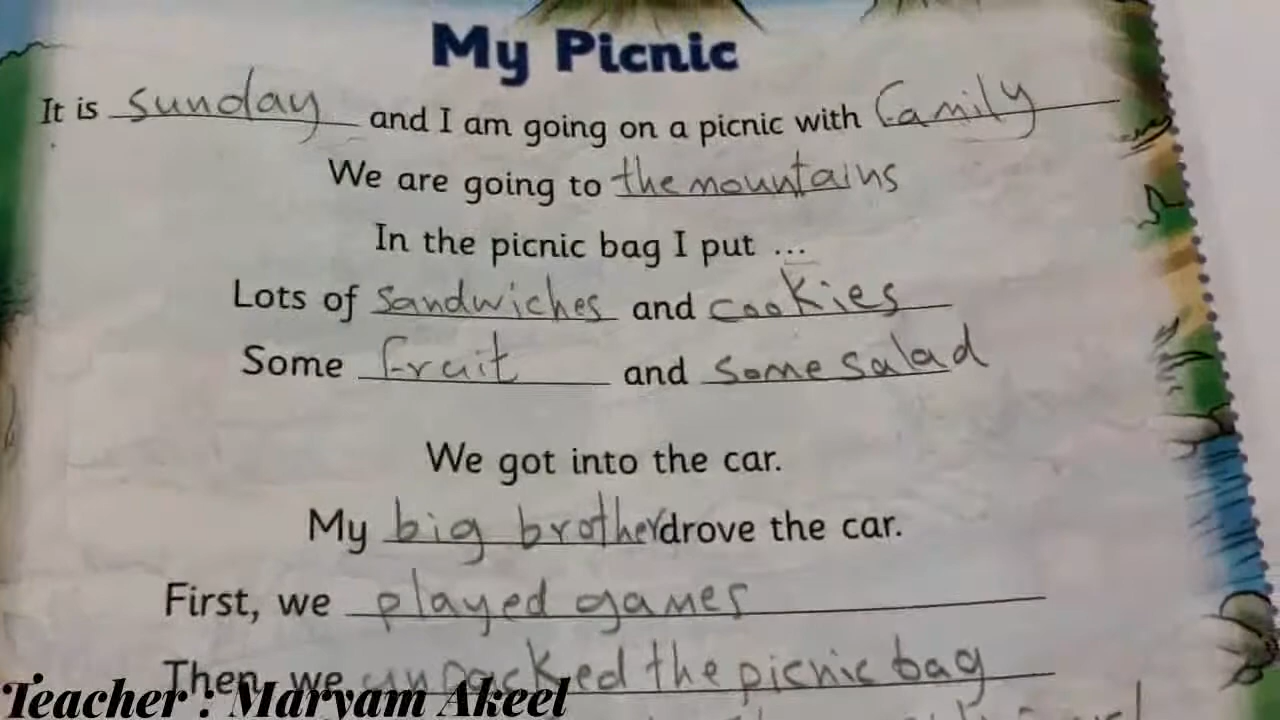 My Picnic
It is sunday and I am going on a picnic with family
We are going to the mountains
In the picnic bag I put ...
Lots of sandwiches and cookies
Some fruit and some salad
We got into the car.
My big brother drove the car.
First, we played games
Then, we unpacked the picnic bag
Teacher : Maryam Akeel